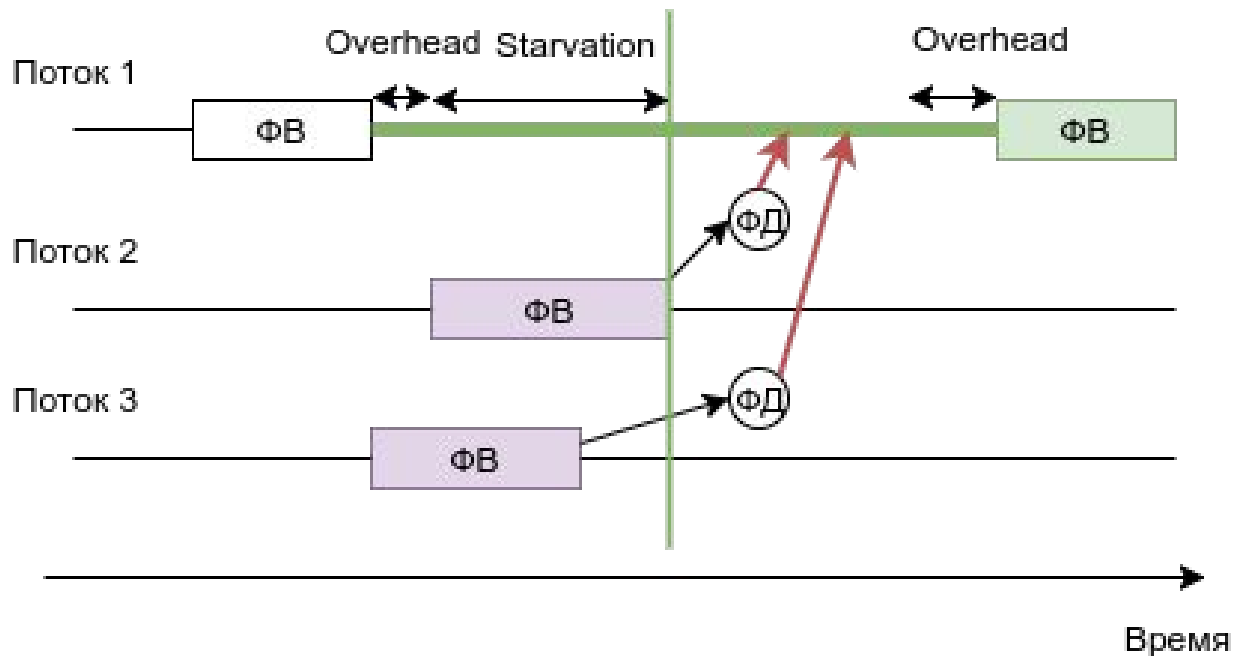 Overhead Starvation
Overhead
Поток 1
ФВ
ФВ
ФД
Поток 2
ФВ
ФД
Поток 3
ФВ
Время